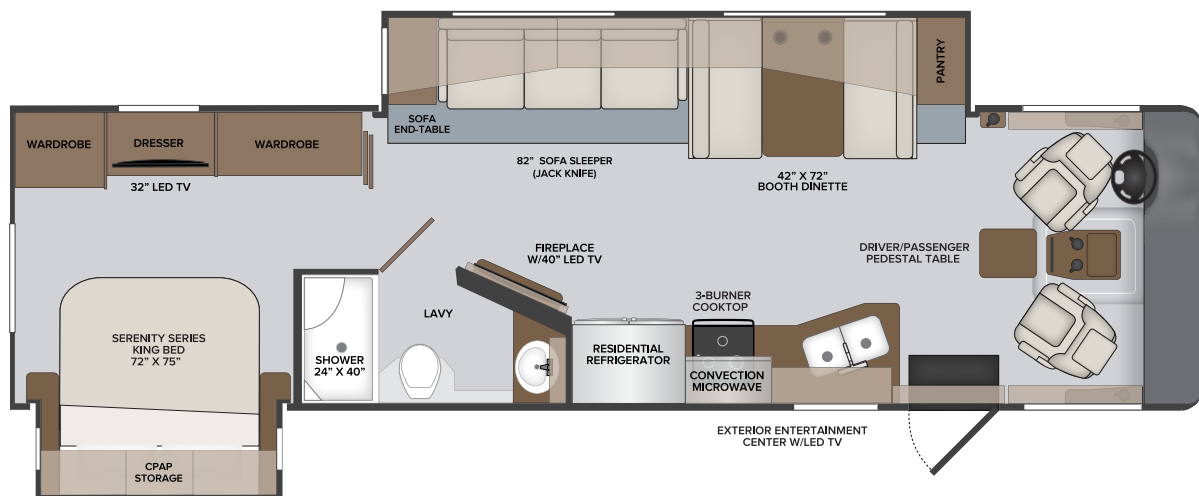 WARDROBE
DRESSER
WARDROBE
32” LED TV
SOFA
END-TABLE
82” SOFA SLEEPER
(JACK KNIFE)
42” X 72”
BOOTH DINETTE
PANTRY
DRIVER/PASSENGER
PEDESTAL TABLE
FIREPLACE
W/40” LED TV
3-BURNER
COOKTOP
LAVY
SERENITY SERIES
KING BED
72” X 75”
SHOWER
24” X 40”
RESIDENTIAL
REFRIGERATOR
CONVECTION
MICROWAVE
EXTERIOR ENTERTAINMENT
CENTER W/LED TV
CPAP
STORAGE